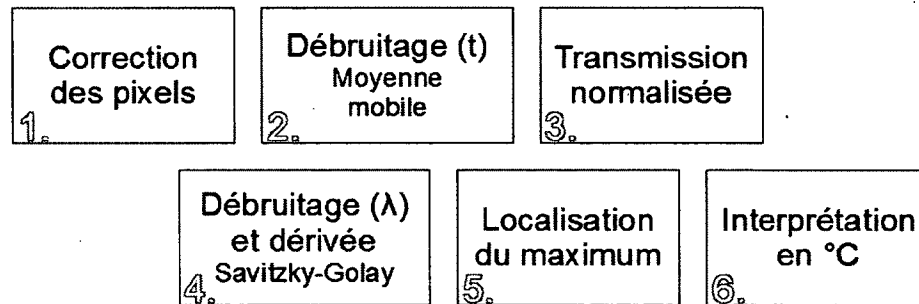 Correction
des pixels
1.
Débruitage (t)
Moyenne
mobile
2.
Transmission
normalisée
3.
Débruitage (λ)
et dérivée
Savitzky-Golay
4.
Localisation
du maximum
5.
Interprétation
en °C
6.